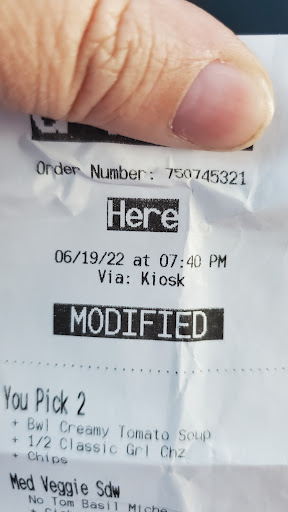 Order Number: 750745321
Here
06/19/22 at 07:40 PM
Via: Kiosk
MODIFIED
You Pick 2
+ Bwl Creamy Tomato Soup
+ 1/2 Classic Grl Chz
+ Chips
Med Veggie Sdw
No Tom Basil Miche